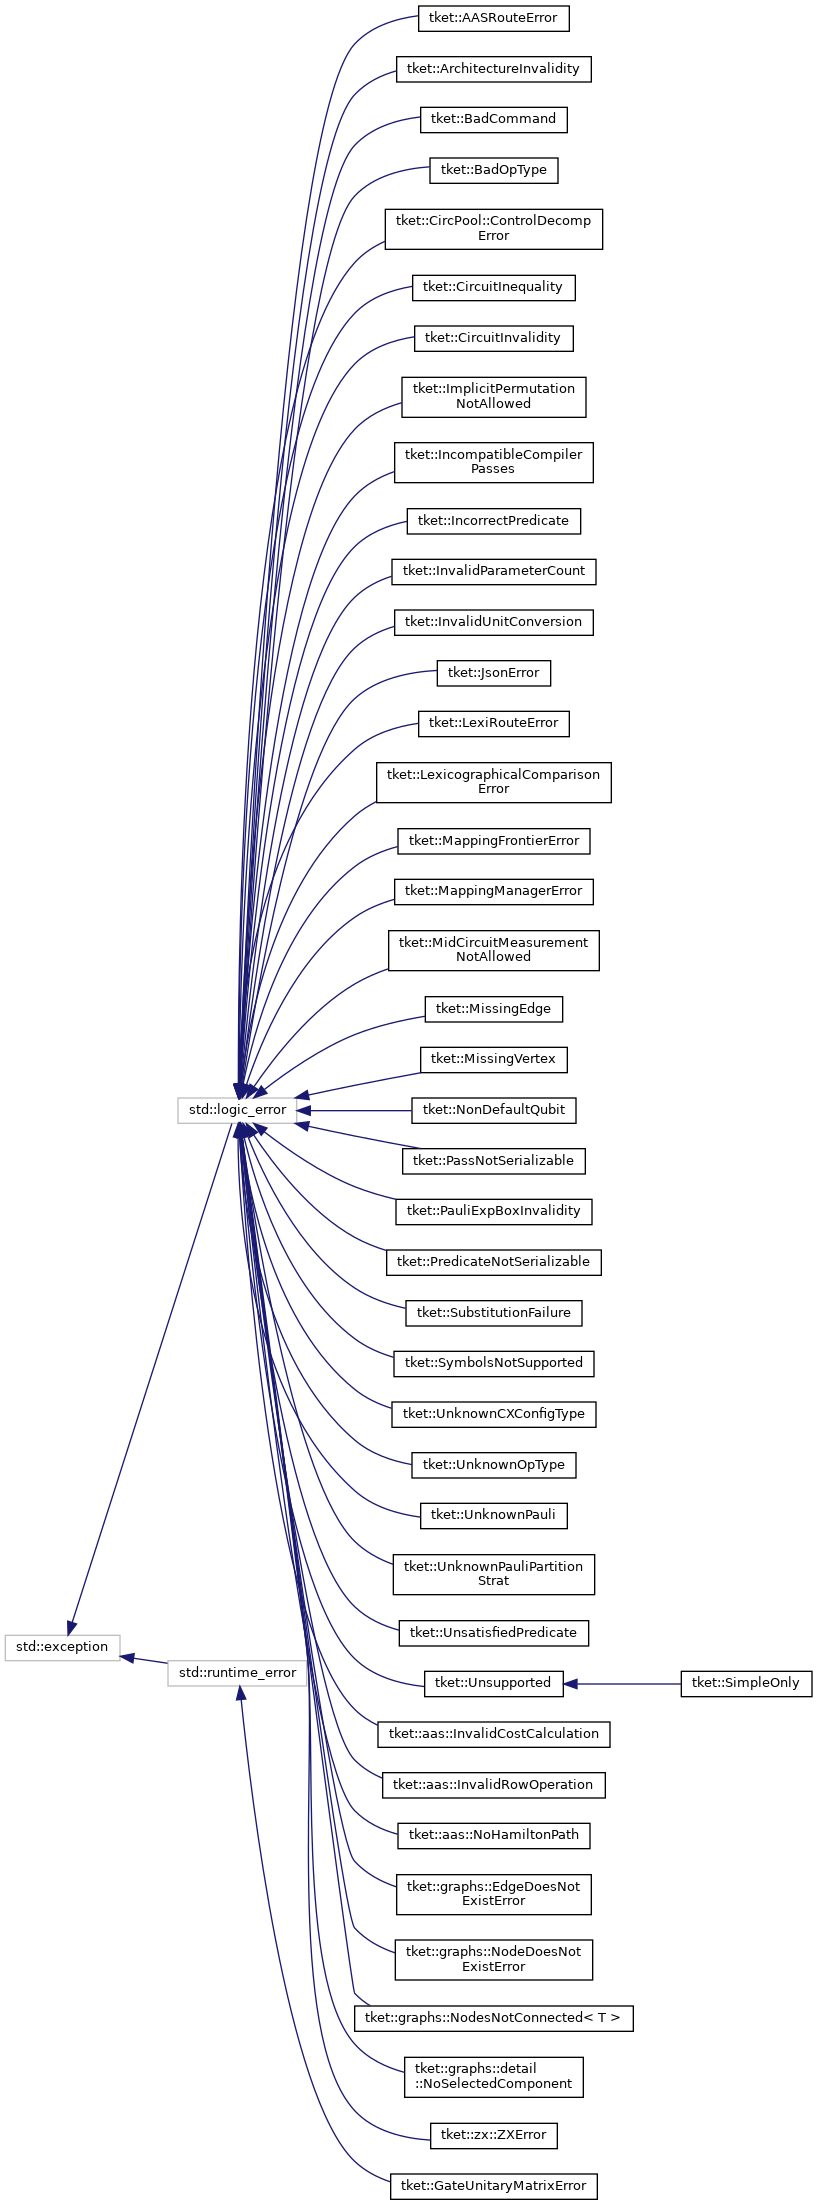 tket::AASRouteError
tket::ArchitectureInvalidity
tket::BadCommand
tket::BadOpType
tket::CircPool::ControlDecomp
Error
tket::CircuitInequality
tket::CircuitInvalidity
tket::ImplicitPermutation
NotAllowed
tket::IncompatibleCompiler
Passes
tket::IncorrectPredicate
tket::InvalidParameterCount
tket::InvalidUnitConversion
tket::JsonError
tket::LexiRouteError
tket::LexicographicalComparison
Error
tket::MappingFrontierError
tket::MappingManagerError
tket::MidCircuitMeasurement
NotAllowed
tket::MissingEdge
tket::MissingVertex
std::logic_error
tket::NonDefaultQubit
tket::PassNotSerializable
tket::PauliExpBoxInvalidity
tket::PredicateNotSerializable
tket::SubstitutionFailure
tket::SymbolsNotSupported
tket::UnknownCXConfigType
tket::UnknownOpType
tket::UnknownPauli
tket::UnknownPauliPartition
Strat
tket::UnsatisfiedPredicate
std::exception
std::runtime_error
tket::Unsupported
tket::SimpleOnly
tket::aas::InvalidCostCalculation
tket::aas::InvalidRowOperation
tket::aas::NoHamiltonPath
tket::graphs::EdgeDoesNot
ExistError
tket::graphs::NodeDoesNot
ExistError
tket::graphs::NodesNotConnected< T >
tket::graphs::detail
::NoSelectedComponent
tket::zx::ZXError
tket::GateUnitaryMatrixError